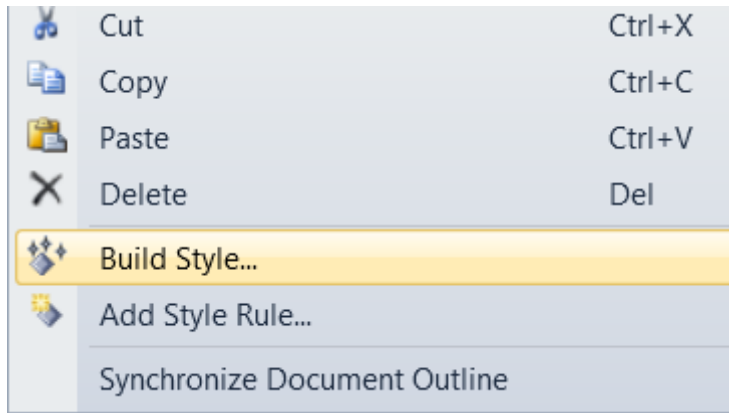 Cut Ctrl+X
Copy Ctrl+C
Paste Ctrl+V
Delete Del
Build Style...
Add Style Rule...
Synchronize Document Outline